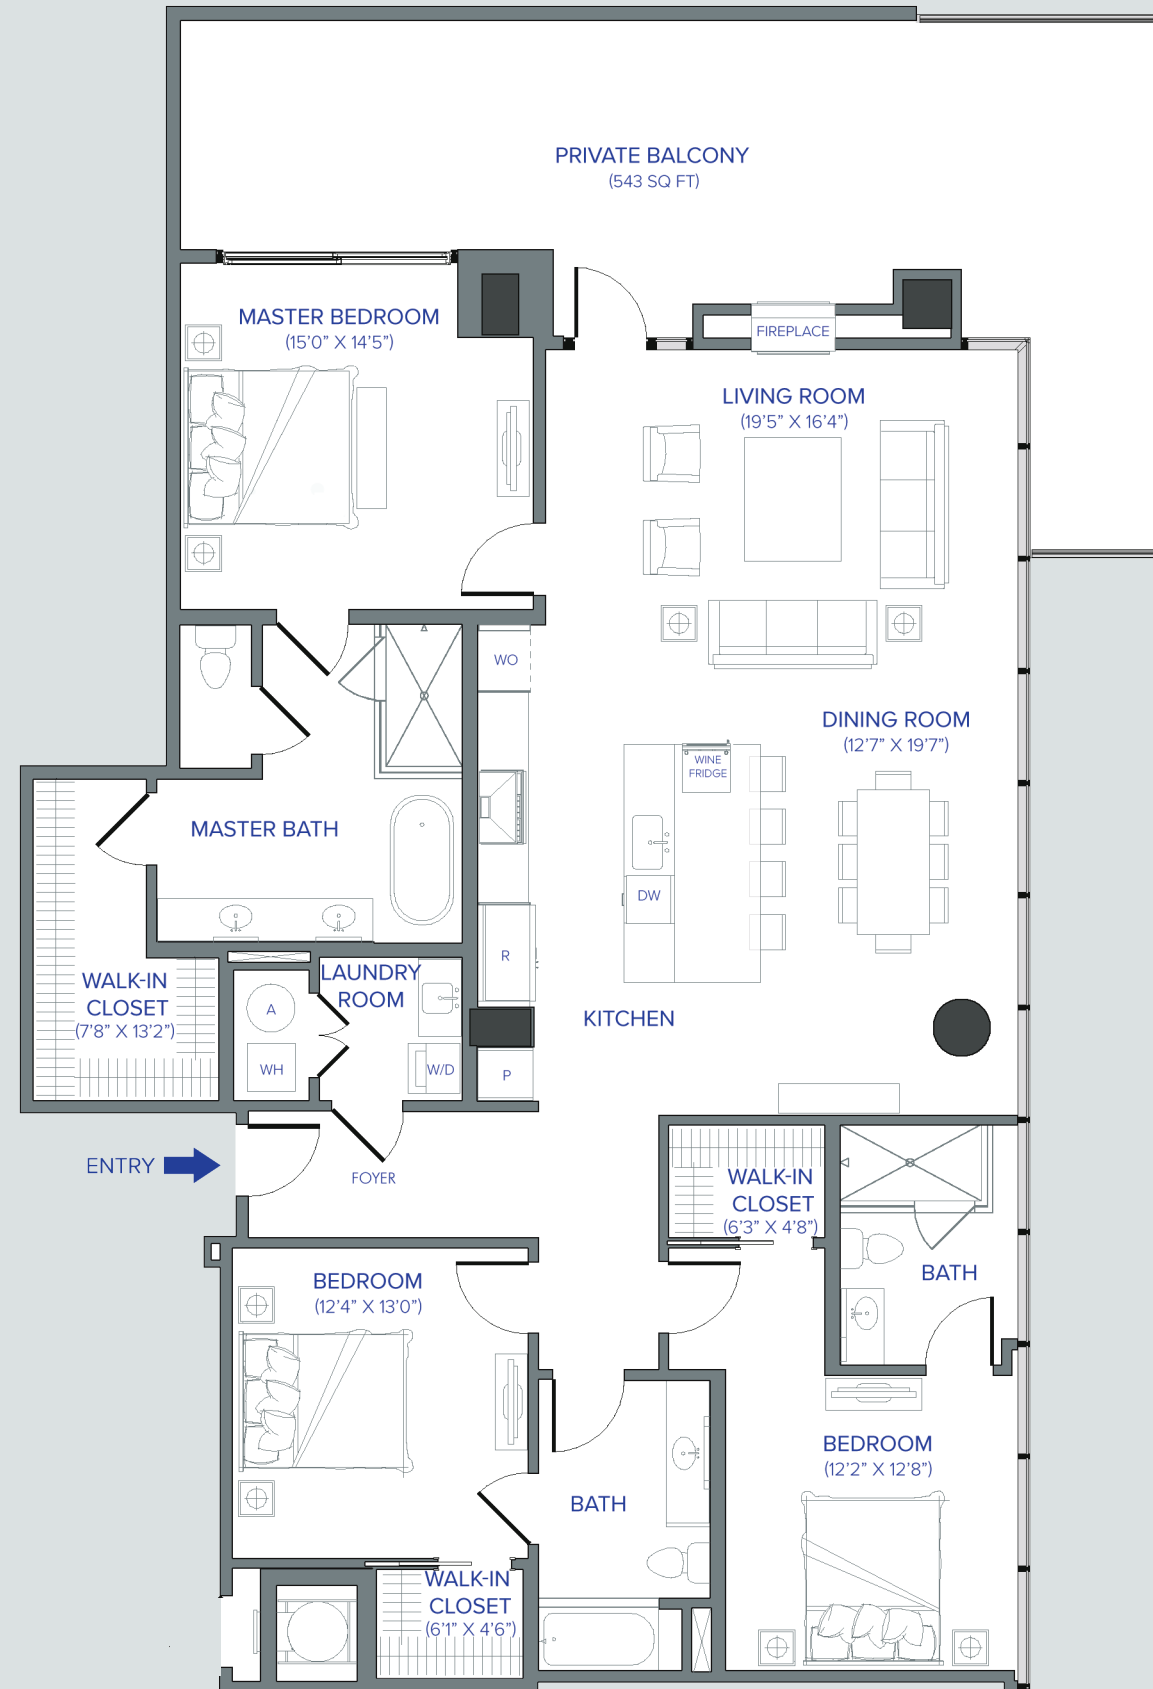 PRIVATE BALCONY
(543 SQ FT)
MASTER BEDROOM
(15'0" X 14'5")
FIREPLACE
LIVING ROOM
(19'5" X 16'4")
WO
DINING ROOM
(12'7" X 19'7")
WINE
FRIDGE
MASTER BATH
DW
R
WALK-IN
CLOSET
(7'8" X 13'2")
LAUNDRY
ROOM
A
KITCHEN
WH
W/D
P
ENTRY
FOYER
WALK-IN
CLOSET
(6'3" X 4'8")
BATH
BEDROOM
(12'4" X 13'0")
BEDROOM
(12'2" X 12'8")
BATH
WALK-IN
CLOSET
(6'1" X 4'6")